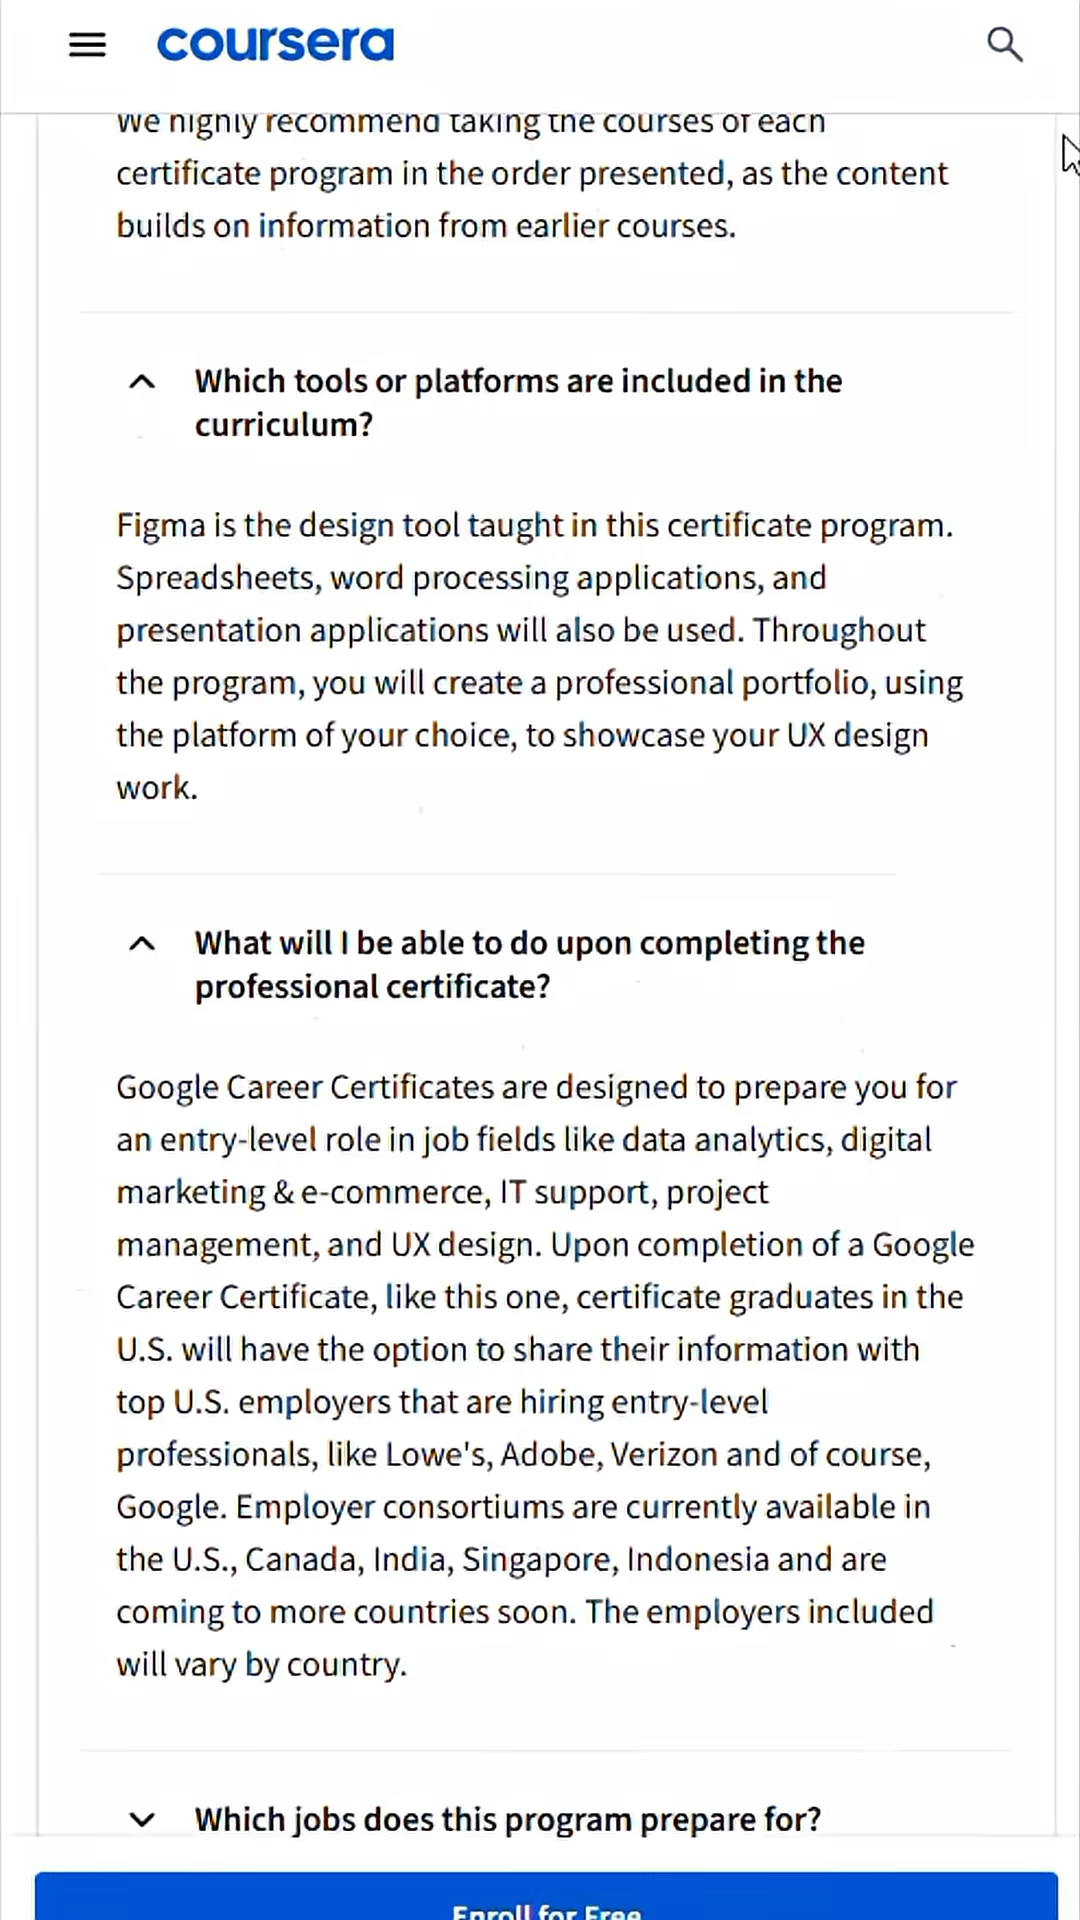 coursera
We highly recommend taking the courses of each
certificate program in the order presented, as the content
builds on information from earlier courses.
Which tools or platforms are included in the
curriculum?
Figma is the design tool taught in this certificate program.
Spreadsheets, word processing applications, and
presentation applications will also be used. Throughout
the program, you will create a professional portfolio, using
the platform of your choice, to showcase your UX design
work.
What will I be able to do upon completing the
professional certificate?
Google Career Certificates are designed to prepare you for
an entry-level role in job fields like data analytics, digital
marketing & e-commerce, IT support, project
management, and UX design. Upon completion of a Google
Career Certificate, like this one, certificate graduates in the
U.S. will have the option to share their information with
top U.S. employers that are hiring entry-level
professionals, like Lowe's, Adobe, Verizon and of course,
Google. Employer consortiums are currently available in
the U.S., Canada, India, Singapore, Indonesia and are
coming to more countries soon. The employers included
will vary by country.
Which jobs does this program prepare for?
Enroll for Free